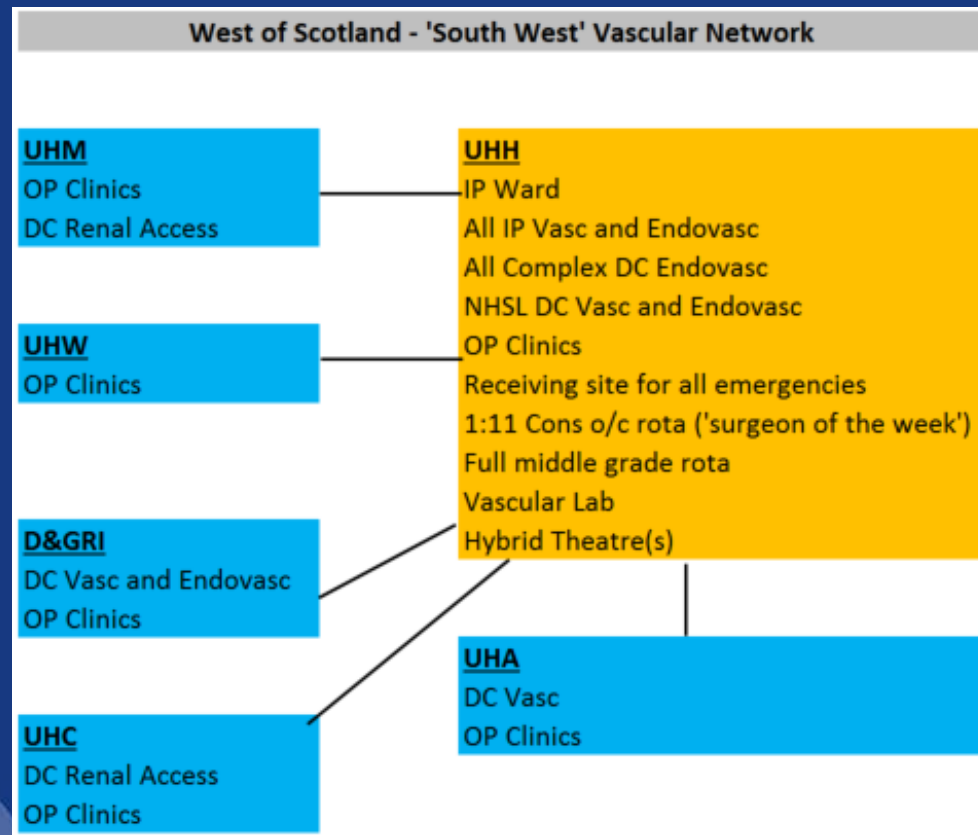 West of Scotland - 'South West' Vascular Network
UHM
OP Clinics
DC Renal Access
UHW
OP Clinics
D&GRI
DC Vasc and Endovasc
OP Clinics
UHC
DC Renal Access
OP Clinics
UHH
IP Ward
All IP Vasc and Endovasc
All Complex DC Endovasc
NHSL DC Vasc and Endovasc
OP Clinics
Receiving site for all emergencies
1:11 Cons o/c rota ('surgeon of the week')
Full middle grade rota
Vascular Lab
Hybrid Theatre(s)
UHA
DC Vasc
OP Clinics